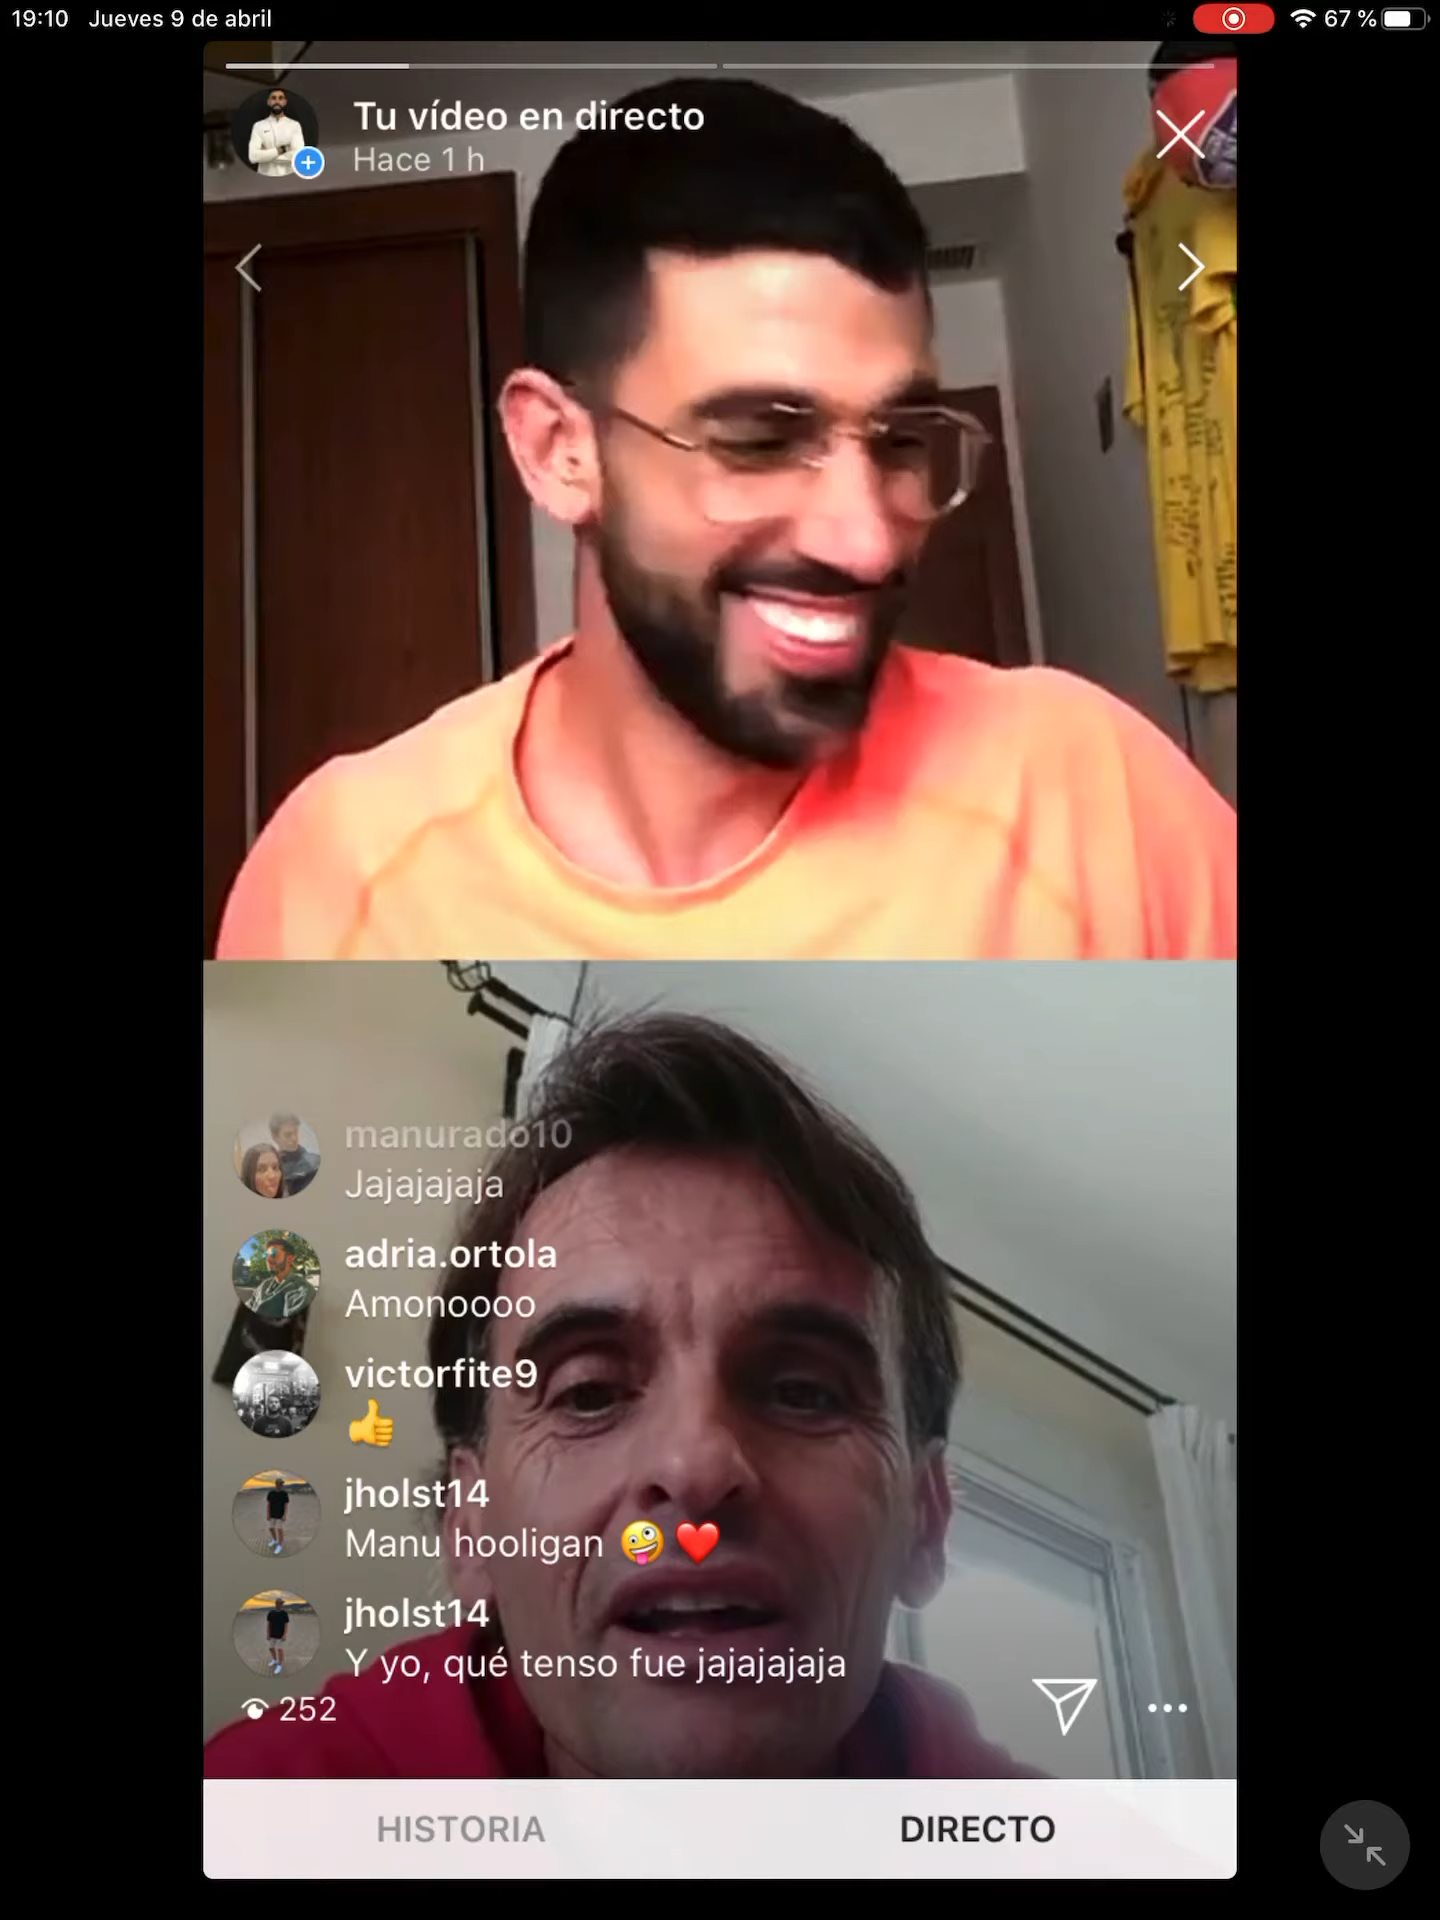 19:10 Jueves 9 de abril
67 %
Tu vídeo en directo
Hace 1 h
manurado10
Jajajajaja
adria.ortola
Amonoooo
victorfite9
👍
jholst14
Manu hooligan 🤪 ❤️
jholst14
Y yo, qué tenso fue jajajajaja
252
HISTORIA
DIRECTO